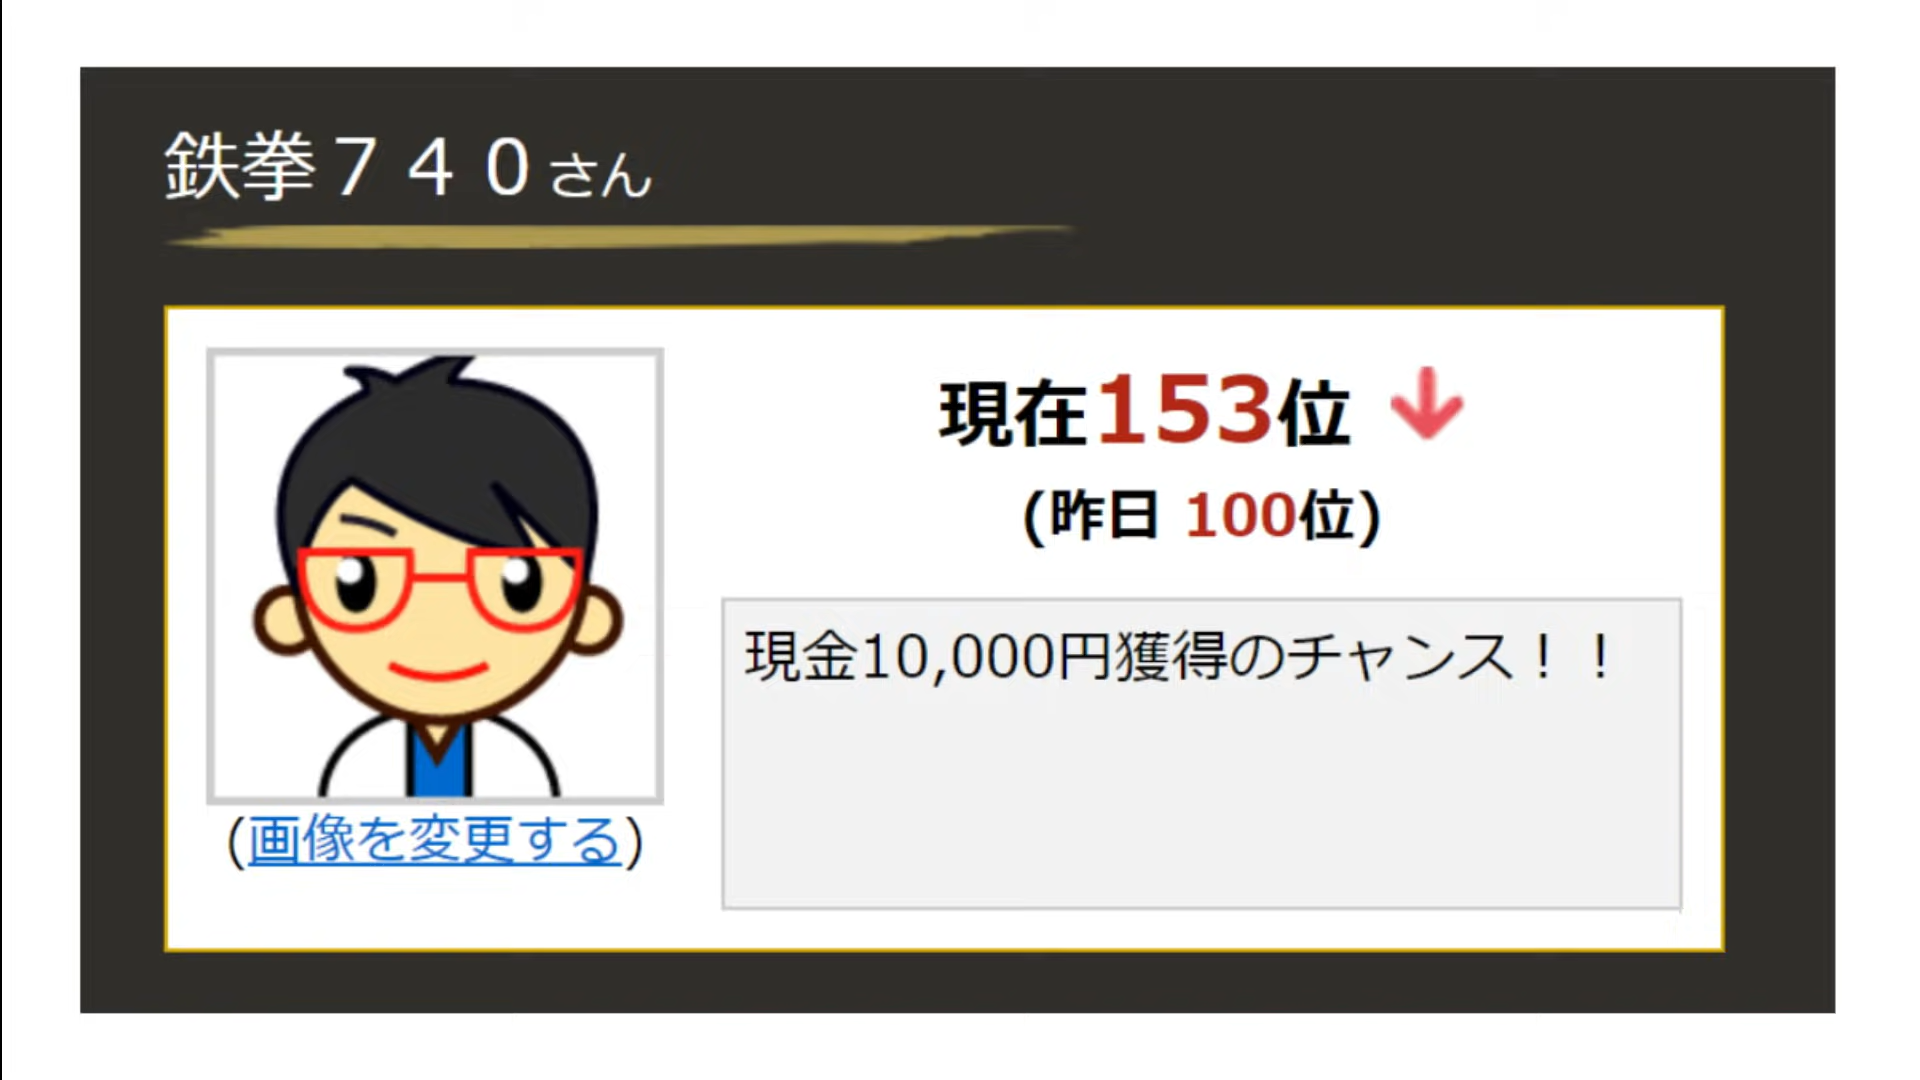 鉄拳７４０さん
現在153位
(昨日 100位)
現金10,000円獲得のチャンス！！
(画像を変更する)